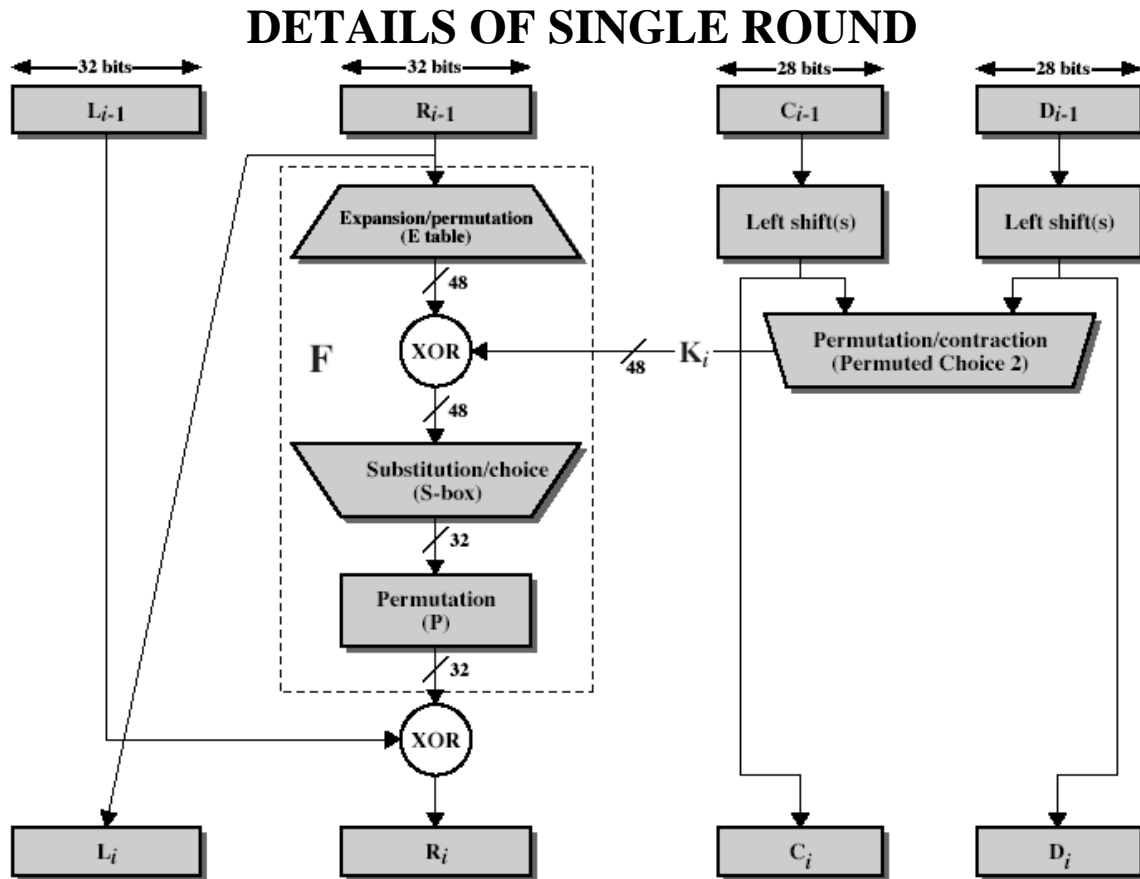 DETAILS OF SINGLE ROUND
32 bits
32 bits
28 bits
28 bits
Li-1
Ri-1
Ci-1
Di-1
Expansion/permutation
(E table)
Left shift(s)
Left shift(s)
48
F
XOR
48
Ki
Permutation/contraction
(Permuted Choice 2)
48
Substitution/choice
(S-box)
32
Permutation
(P)
32
XOR
Li
Ri
Ci
Di